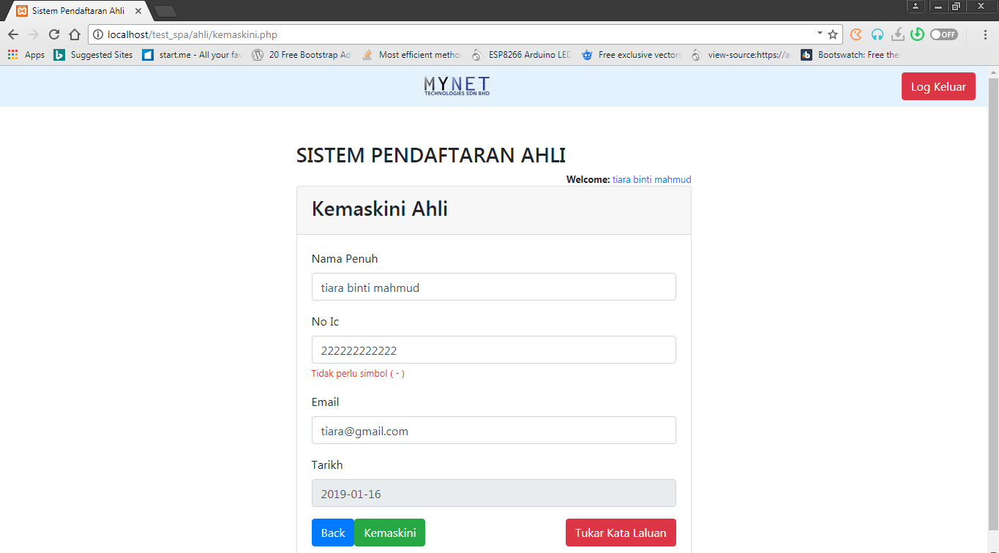 Sistem Pendaftaran Ahli
localhost/test_spa/ahli/kemaskini.php
OFF
Apps Suggested Sites start.me - All your fav 20 Free Bootstrap Ad Most efficient metho ESP8266 Arduino LED Free exclusive vectors view-source:https://a Bootswatch: Free the
MYNET
TECHNOLOGIES SDN BHD
Log Keluar
SISTEM PENDAFTARAN AHLI
Welcome: tiara binti mahmud
Kemaskini Ahli
Nama Penuh
tiara binti mahmud
No Ic
222222222222
Tidak perlu simbol ( - )
Email
tiara@gmail.com
Tarikh
2019-01-16
Back Kemaskini Tukar Kata Laluan